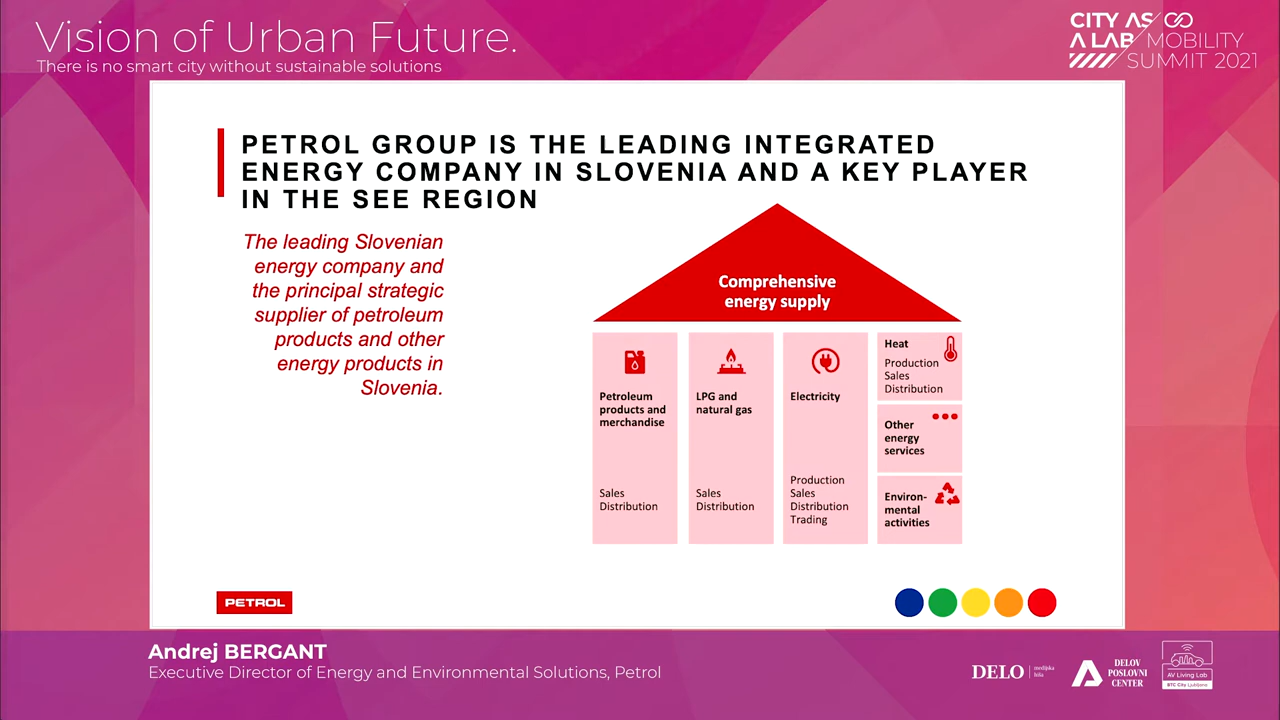 Vision of Urban Future.
There is no smart city without sustainable solutions
CITY AS
A LAB MOBILITY
SUMMIT 2021
PETROL GROUP IS THE LEADING INTEGRATED
ENERGY COMPANY IN SLOVENIA AND A KEY PLAYER
IN THE SEE REGION
The leading Slovenian
energy company and
the principal strategic
supplier of petroleum
products and other
energy products in
Slovenia.
Comprehensive
energy supply
Petroleum
products and
merchandise
Sales
Distribution
LPG and
natural gas
Sales
Distribution
Electricity
Production
Sales
Distribution
Trading
Heat
Production
Sales
Distribution
Other
energy
services
Environ-
mental
activities
PETROL
Andrej BERGANT
Executive Director of Energy and Environmental Solutions, Petrol
DELO medijska
hiša
DELOV
POSLOVNI
CENTER
AV Living Lab
BTC City Ljubljana